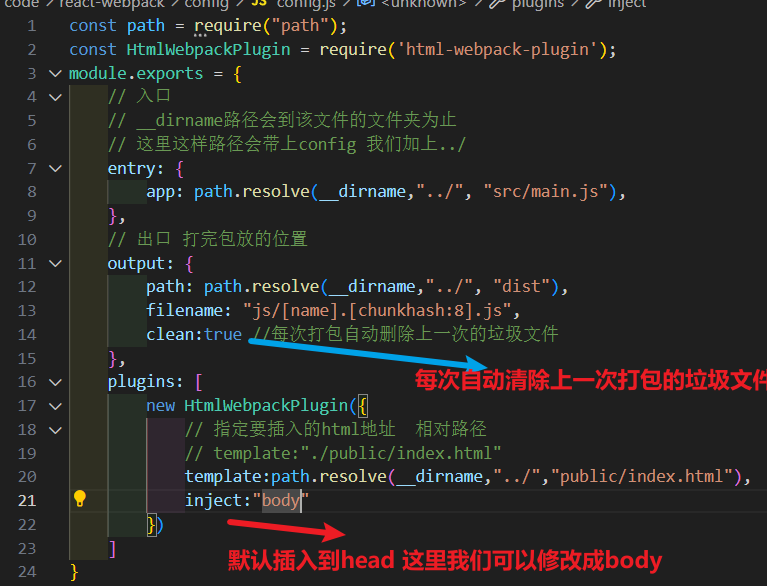 code > react-webpack > config > JS config.js > <unknown> > plugins > inject
1 const path = require("path");
2 const HtmlWebpackPlugin = require('html-webpack-plugin');
3 module.exports = {
4 // 入口
5 // __dirname路径会到该文件的文件夹为止
6 // 这里这样路径会带上config 我们加上../
7 entry: {
8 app: path.resolve(__dirname,"../", "src/main.js"),
9 },
10 // 出口 打完包放的位置
11 output: {
12 path: path.resolve(__dirname,"../", "dist"),
13 filename: "js/[name].[chunkhash:8].js",
14 clean:true //每次打包自动删除上一次的垃圾文件
15 },
16 plugins: [
每次自动清除上一次打包的垃圾文件
17 new HtmlWebpackPlugin({
18 // 指定要插入的html地址 相对路径
19 // template:"./public/index.html"
20 template:path.resolve(__dirname,"../","public/index.html"),
21 inject:"body"
22 })
23 ]
默认插入到head 这里我们可以修改成body
24 }